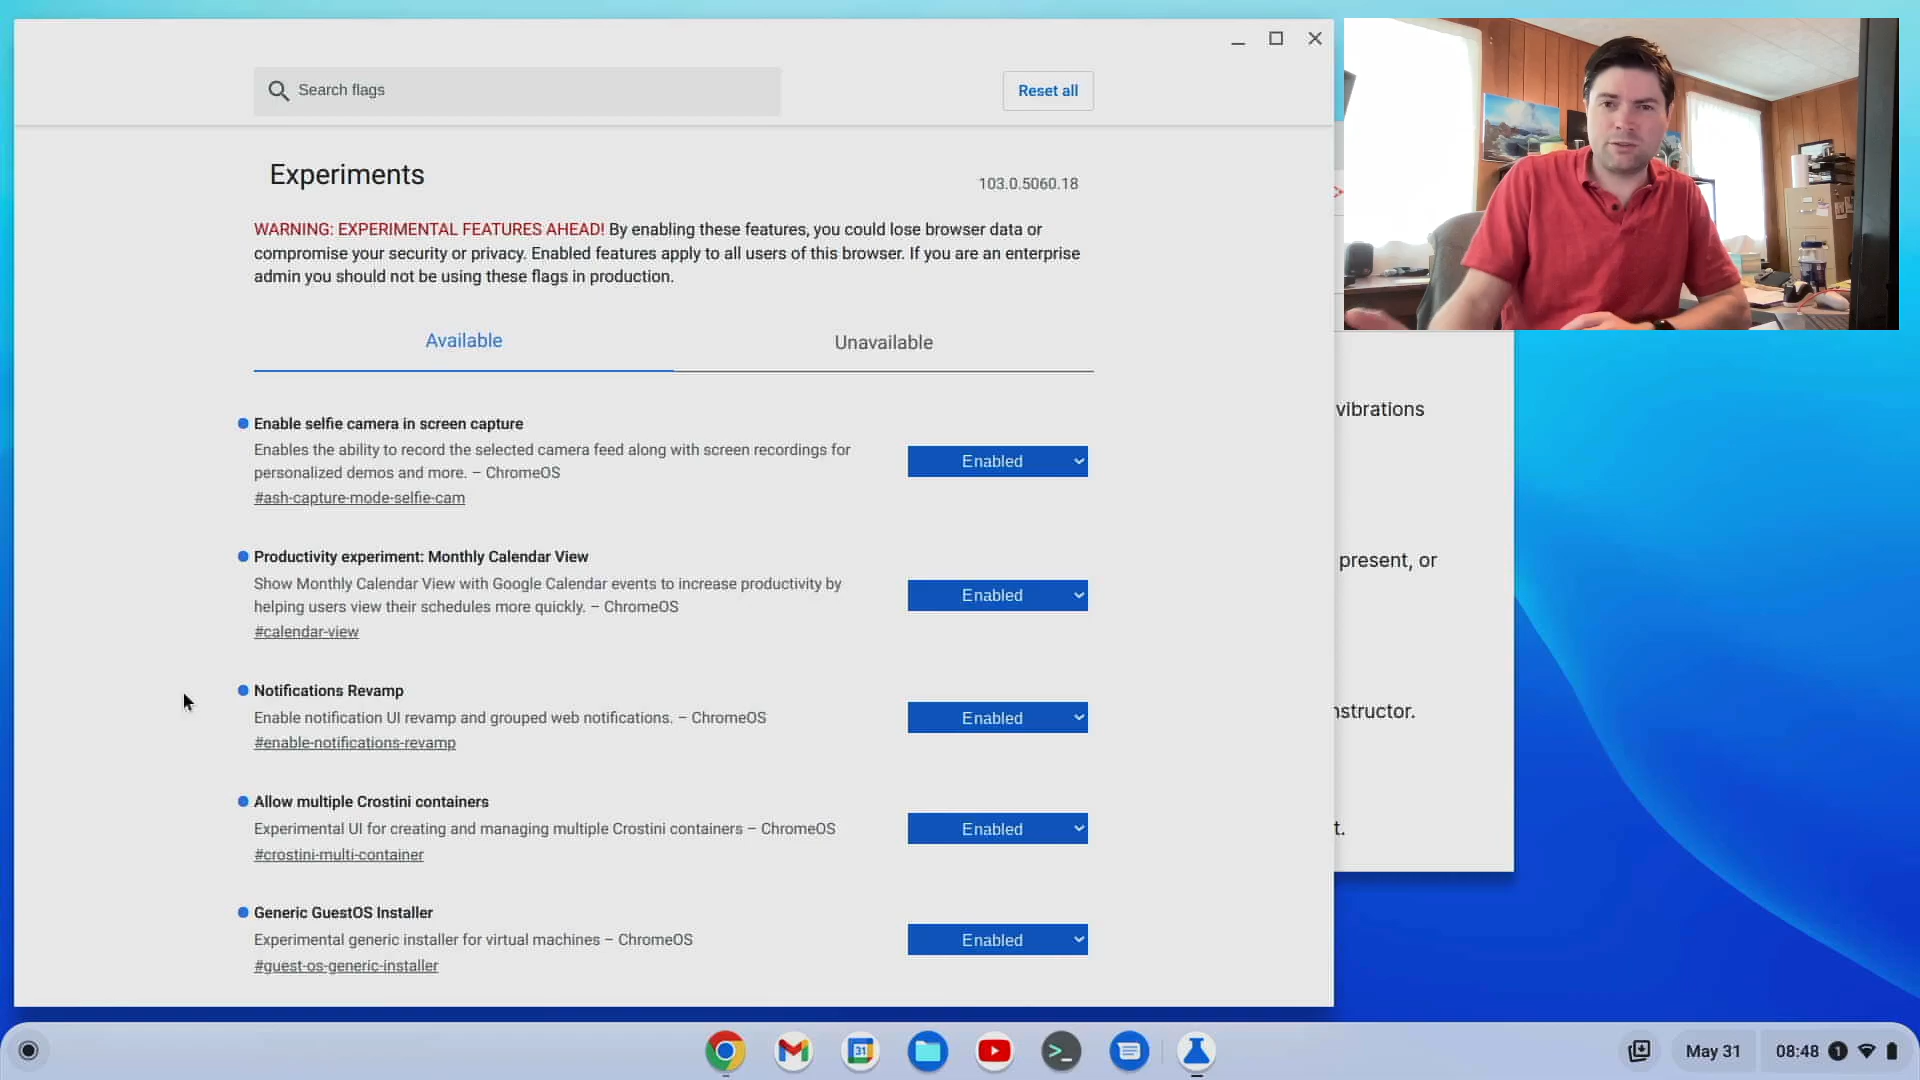 Search flags
Reset all
Experiments
103.0.5060.18
WARNING: EXPERIMENTAL FEATURES AHEAD! By enabling these features, you could lose browser data or
compromise your security or privacy. Enabled features apply to all users of this browser. If you are an enterprise
admin you should not be using these flags in production.
Available
Unavailable
Enable selfie camera in screen capture
Enables the ability to record the selected camera feed along with screen recordings for
personalized demos and more. – ChromeOS
#ash-capture-mode-selfie-cam
Enabled
Productivity experiment: Monthly Calendar View
Show Monthly Calendar View with Google Calendar events to increase productivity by
helping users view their schedules more quickly. – ChromeOS
#calendar-view
Enabled
Notifications Revamp
Enable notification UI revamp and grouped web notifications. – ChromeOS
#enable-notifications-revamp
Enabled
Allow multiple Crostini containers
Experimental UI for creating and managing multiple Crostini containers – ChromeOS
#crostini-multi-container
Enabled
Generic GuestOS Installer
Experimental generic installer for virtual machines – ChromeOS
#guest-os-generic-installer
Enabled
vibrations
present, or
nstructor.
t.
31
May 31
08:48
1